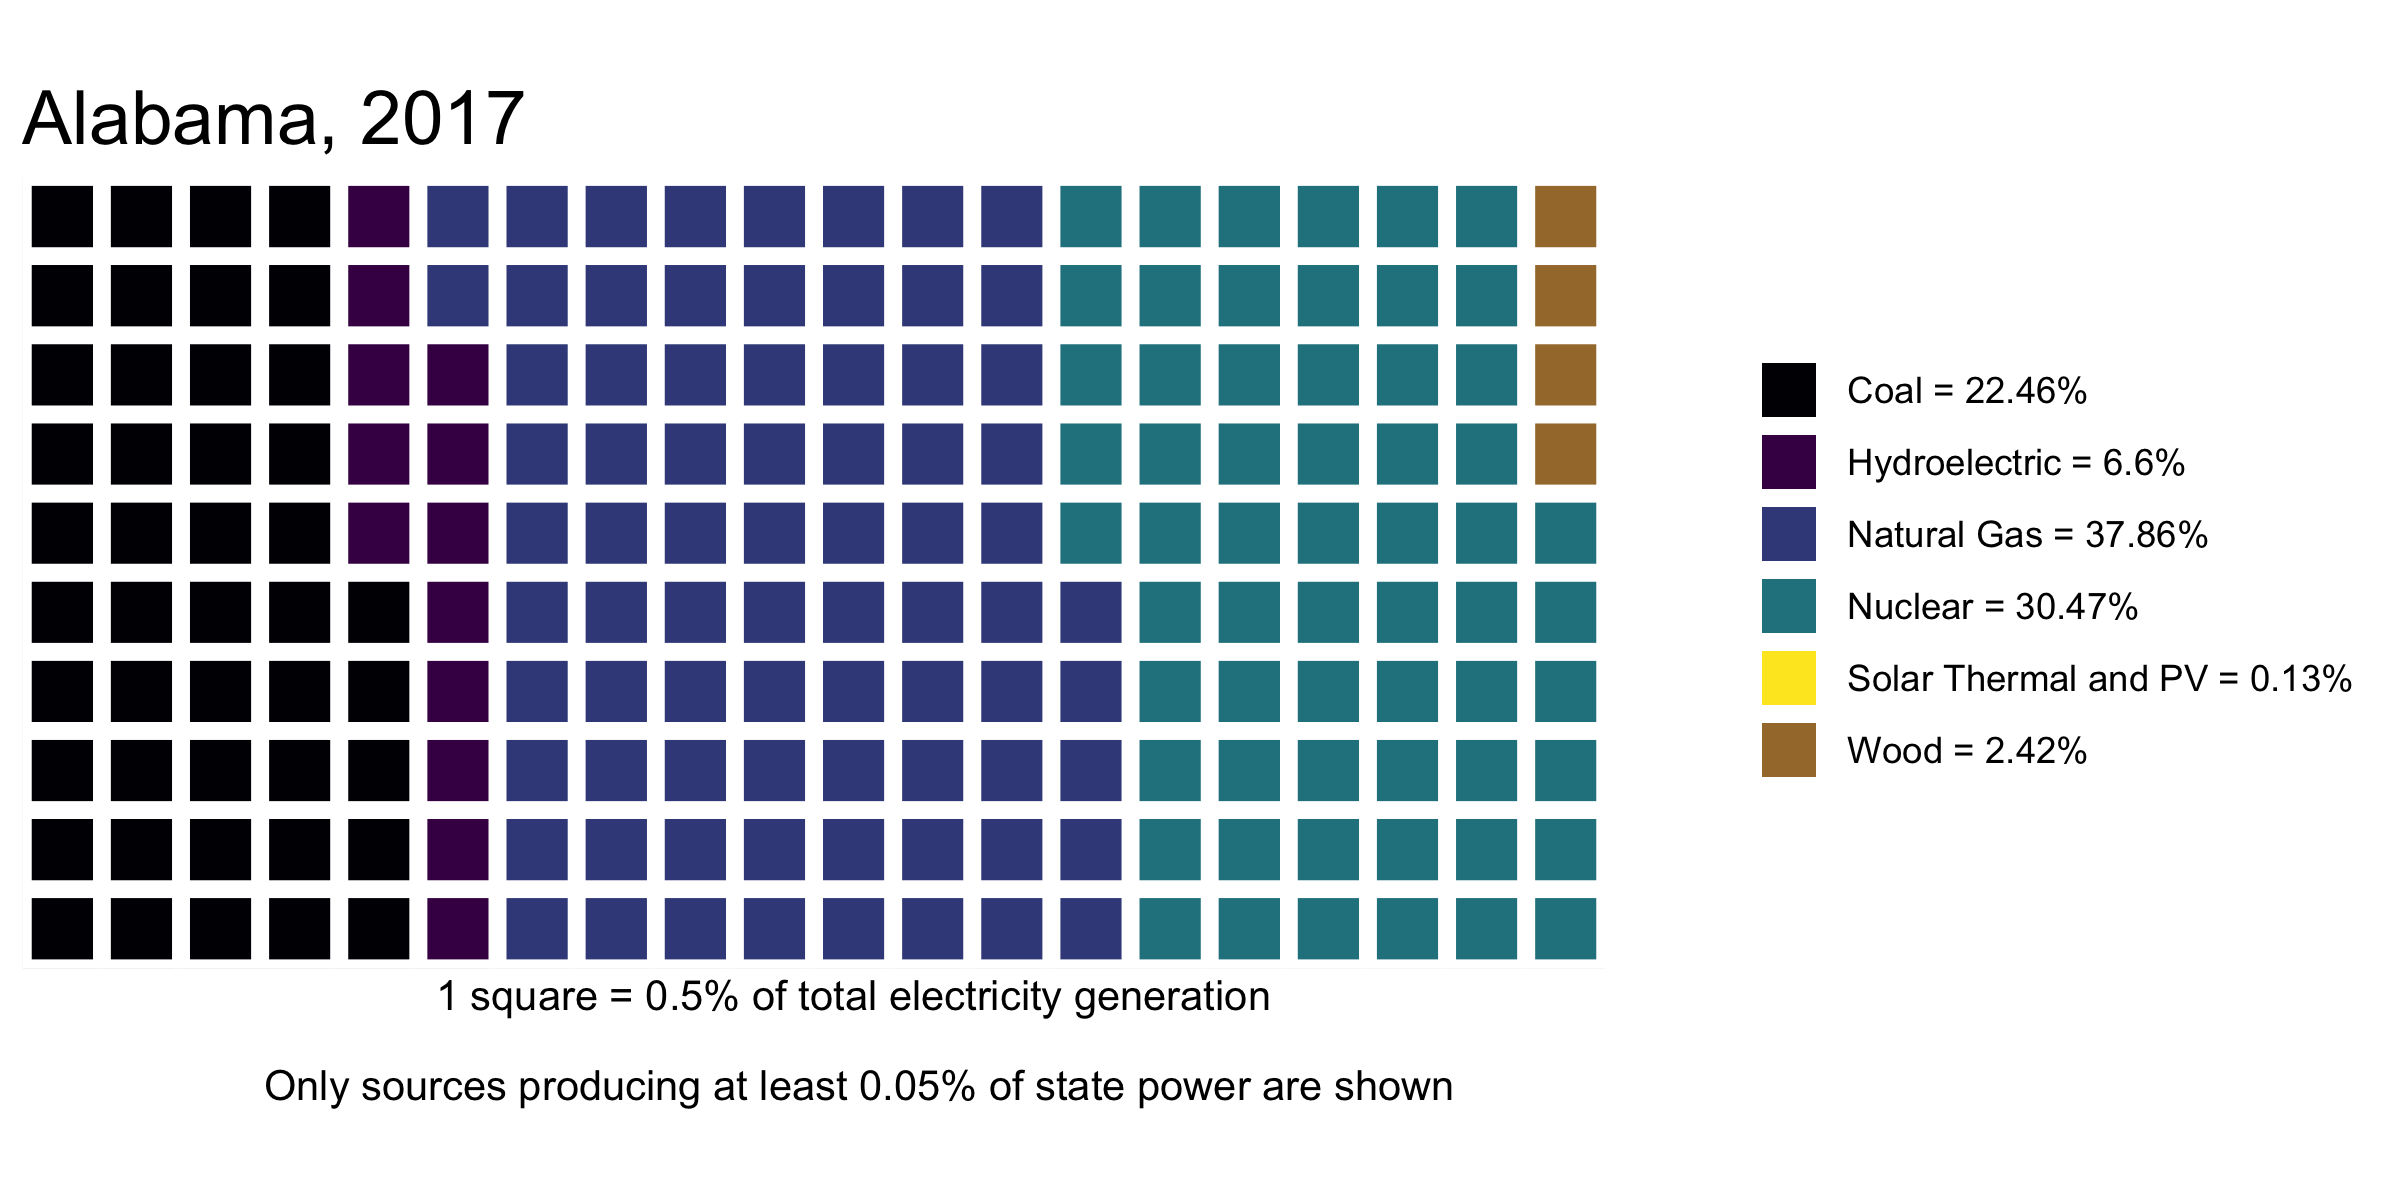 Alabama, 2017
Coal = 22.46%
Hydroelectric = 6.6%
Natural Gas = 37.86%
Nuclear = 30.47%
Solar Thermal and PV = 0.13%
Wood = 2.42%
1 square = 0.5% of total electricity generation
Only sources producing at least 0.05% of state power are shown